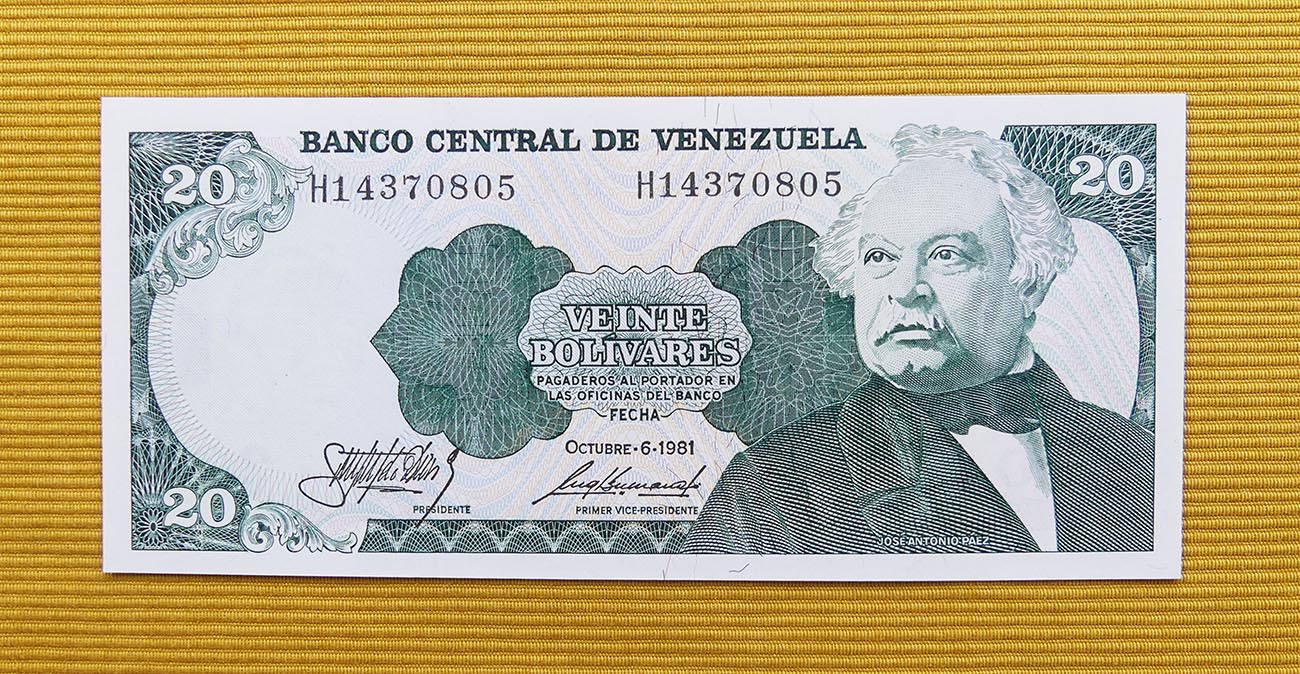 BANCO CENTRAL DE VENEZUELA
20
H14370805
H14370805
20
VEINTE
BOLIVARES
PAGADEROS AL PORTADOR EN
LAS OFICINAS DEL BANCO
FECHA
OCTUBRE·6·1981
20
PRESIDENTE
PRIMER VICE-PRESIDENTE
JOSE ANTONIO PAEZ